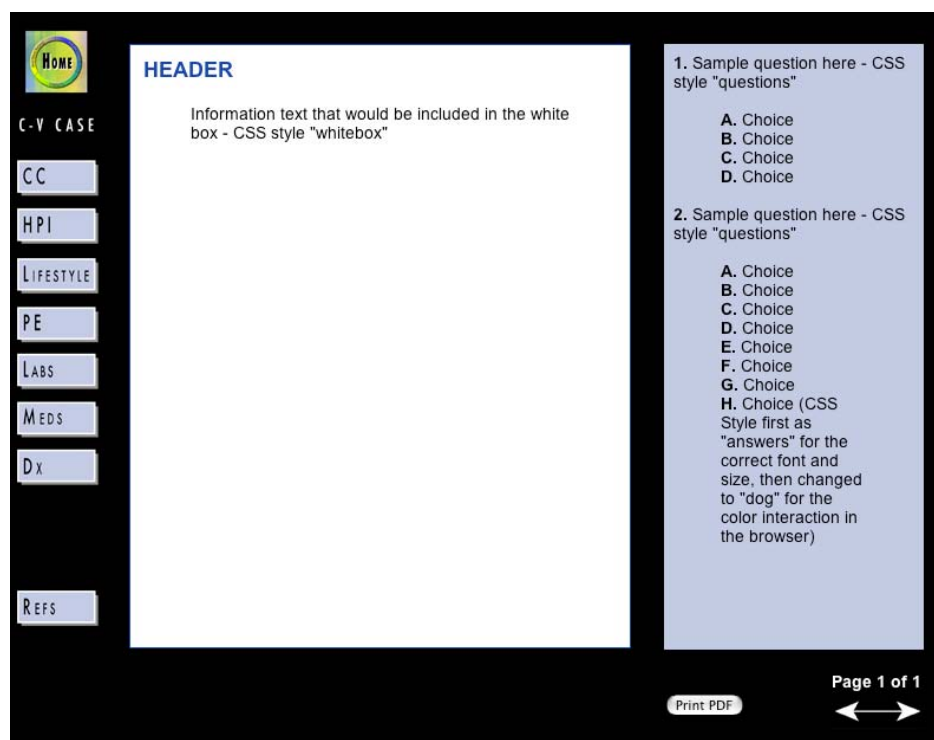 HOME
C-V CASE
CC
HPI
LIFESTYLE
PE
LABS
MEDS
DX
REFS
HEADER
Information text that would be included in the white
box - CSS style "whitebox"
1. Sample question here - CSS
style "questions"
A. Choice
B. Choice
C. Choice
D. Choice
2. Sample question here - CSS
style "questions"
A. Choice
B. Choice
C. Choice
D. Choice
E. Choice
F. Choice
G. Choice
H. Choice (CSS
Style first as
"answers" for the
correct font and
size, then changed
to "dog" for the
color interaction in
the browser)
Page 1 of 1
Print PDF